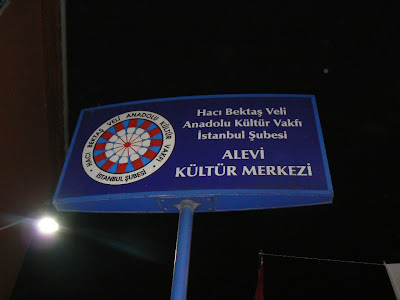 Hacı Bektaş Veli
Anadolu Kültür Vakfı
İstanbul Şubesi
ALEVİ
KÜLTÜR MERKEZİ
HACI BEKTAŞ VELİ ANADOLU KÜLTÜR VAKFI
İSTANBUL ŞUBESİ